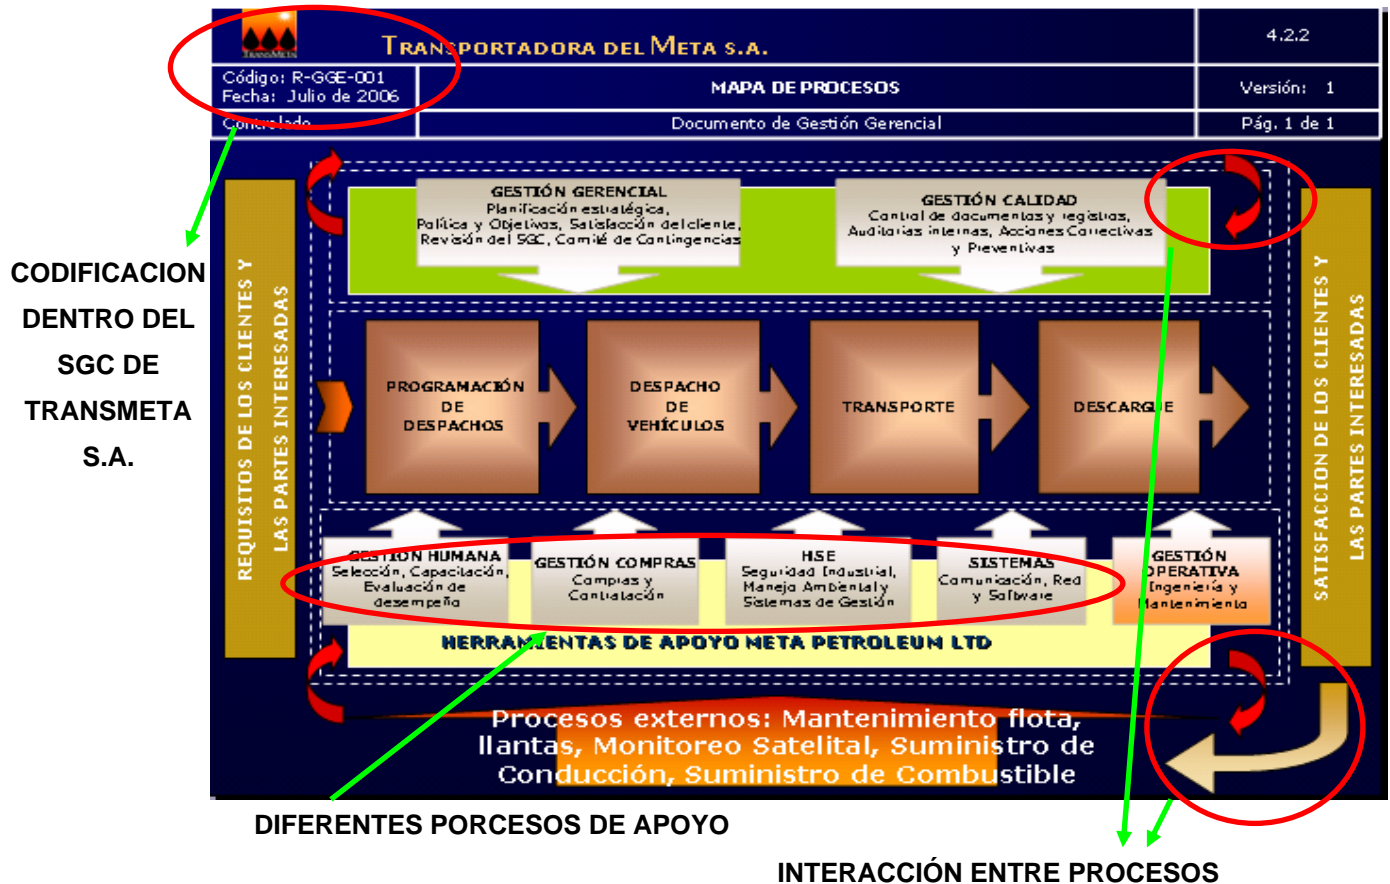 TransMeta
TRANSPORTADORA DEL META S.A.
4.2.2
Código: R-GGE-001
Fecha: Julio de 2006
MAPA DE PROCESOS
Versión: 1
Controlado
Documento de Gestión Gerencial
Pág. 1 de 1
GESTIÓN GERENCIAL
Planificación estratégica,
Política y Objetivos, Satisfacción del cliente,
Revisión del SGC, Comité de Contingencias
GESTIÓN CALIDAD
Control de documentos y registros,
Auditorias internas, Acciones Correctivas
y Preventivas
CODIFICACION
DENTRO DEL
SGC DE
TRANSMETA
S.A.
REQUISITOS DE LOS CLIENTES Y
LAS PARTES INTERESADAS
PROGRAMACIÓN
DE
DESPACHOS
DESPACHO
DE
VEHÍCULOS
TRANSPORTE
DESCARGUE
SATISFACCION DE LOS CLIENTES Y
LAS PARTES INTERESADAS
GESTIÓN HUMANA
Selección, Capacitación,
Evaluación de
desempeño
GESTIÓN COMPRAS
Compras y
Contratación
HSE
Seguridad Industrial,
Manejo Ambiental y
Sistemas de Gestión
SISTEMAS
Comunicación, Red
y Software
GESTIÓN
OPERATIVA
Ingeniería y
Mantenimiento
HERRAMIENTAS DE APOYO META PETROLEUM LTD
Procesos externos: Mantenimiento flota,
llantas, Monitoreo Satelital, Suministro de
Conducción, Suministro de Combustible
DIFERENTES PORCESOS DE APOYO
INTERACCIÓN ENTRE PROCESOS